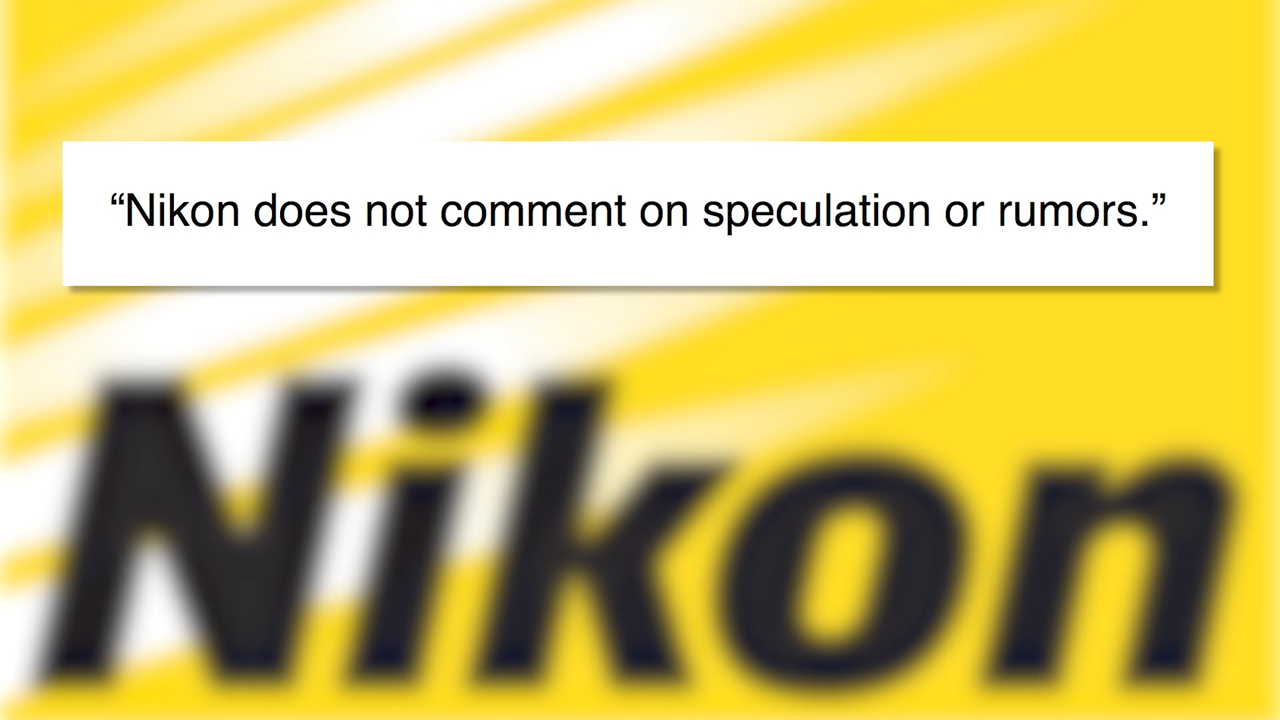 “Nikon does not comment on speculation or rumors.”
Nikon